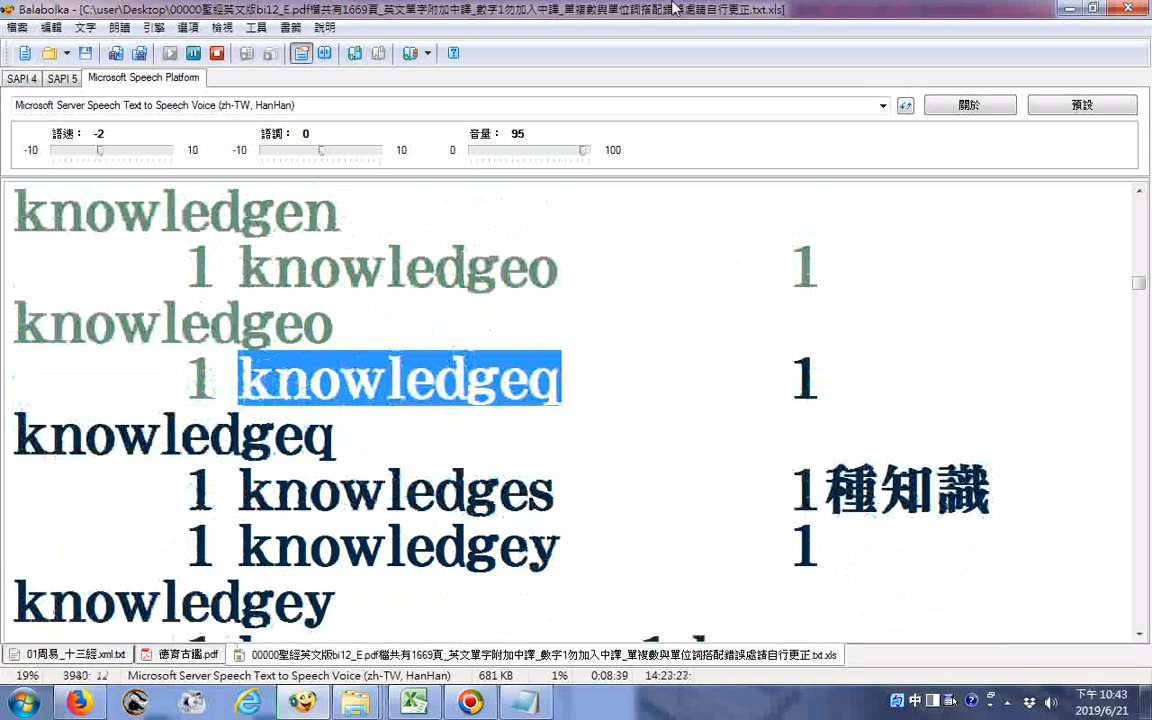 Balabolka - [C:\user\Desktop\00000聖經英文版bi12_E.pdf檔共有1669頁_英文單字附加中譯_數字1勿加入中譯_單複數與單位詞搭配錯誤處請自行更正.txt.xls]
檔案 編輯 文字 朗讀 引擎 選項 檢視 工具 書籤 說明
SAPI 4 SAPI 5 Microsoft Speech Platform
Microsoft Server Speech Text to Speech Voice (zh-TW, HanHan) 關於 預設
語速： -2 語調： 0 音量： 95
-10 10 -10 10 0 100
knowledgen
1 knowledgeo 1
knowledgeo
1 knowledgeq 1
knowledgeq
1 knowledges 1種知識
1 knowledgey 1
knowledgey
01周易_十三經.xml.txt 德育古鑑.pdf 00000聖經英文版bi12_E.pdf檔共有1669頁_英文單字附加中譯_數字1勿加入中譯_單複數與單位詞搭配錯誤處請自行更正.txt.xls
19% 3980: 12 Microsoft Server Speech Text to Speech Voice (zh-TW, HanHan) 681 KB 1% 0:08:39 14:23:27
中 下午 10:43
2019/6/21